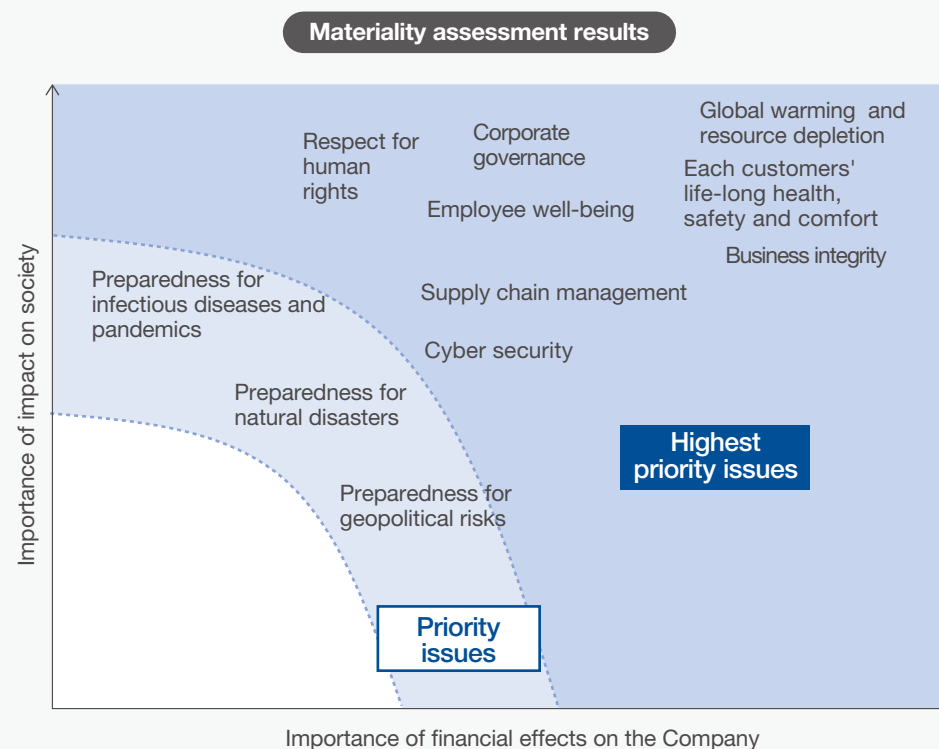 Materiality assessment results
Importance of impact on society
Respect for
human
rights
Corporate
governance
Global warming and
resource depletion
Each customers'
life-long health,
safety and comfort
Employee well-being
Business integrity
Preparedness for
infectious diseases and
pandemics
Supply chain management
Cyber security
Preparedness for
natural disasters
Highest
priority issues
Preparedness for
geopolitical risks
Priority
issues
Importance of financial effects on the Company